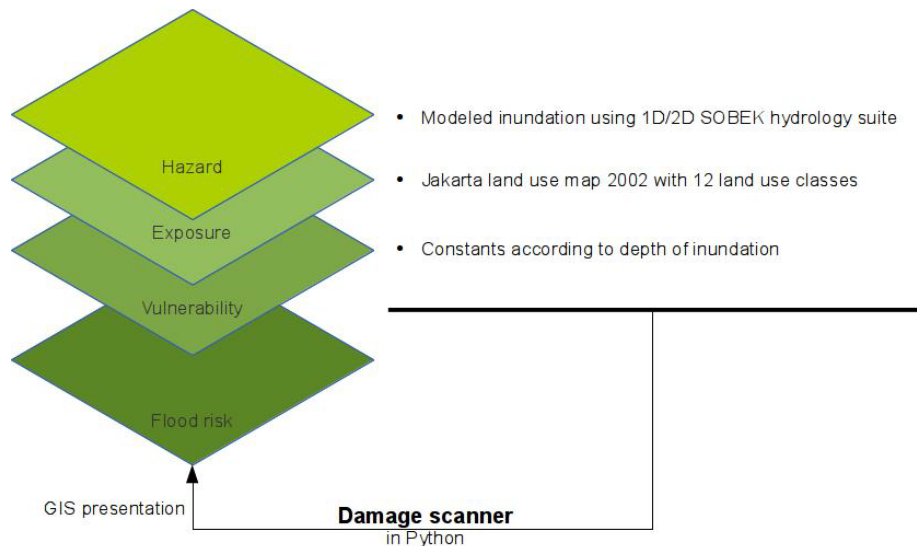 • Modeled inundation using 1D/2D SOBEK hydrology suite
Hazard
• Jakarta land use map 2002 with 12 land use classes
Exposure
• Constants according to depth of inundation
Vulnerability
Flood risk
GIS presentation
Damage scanner
in Python